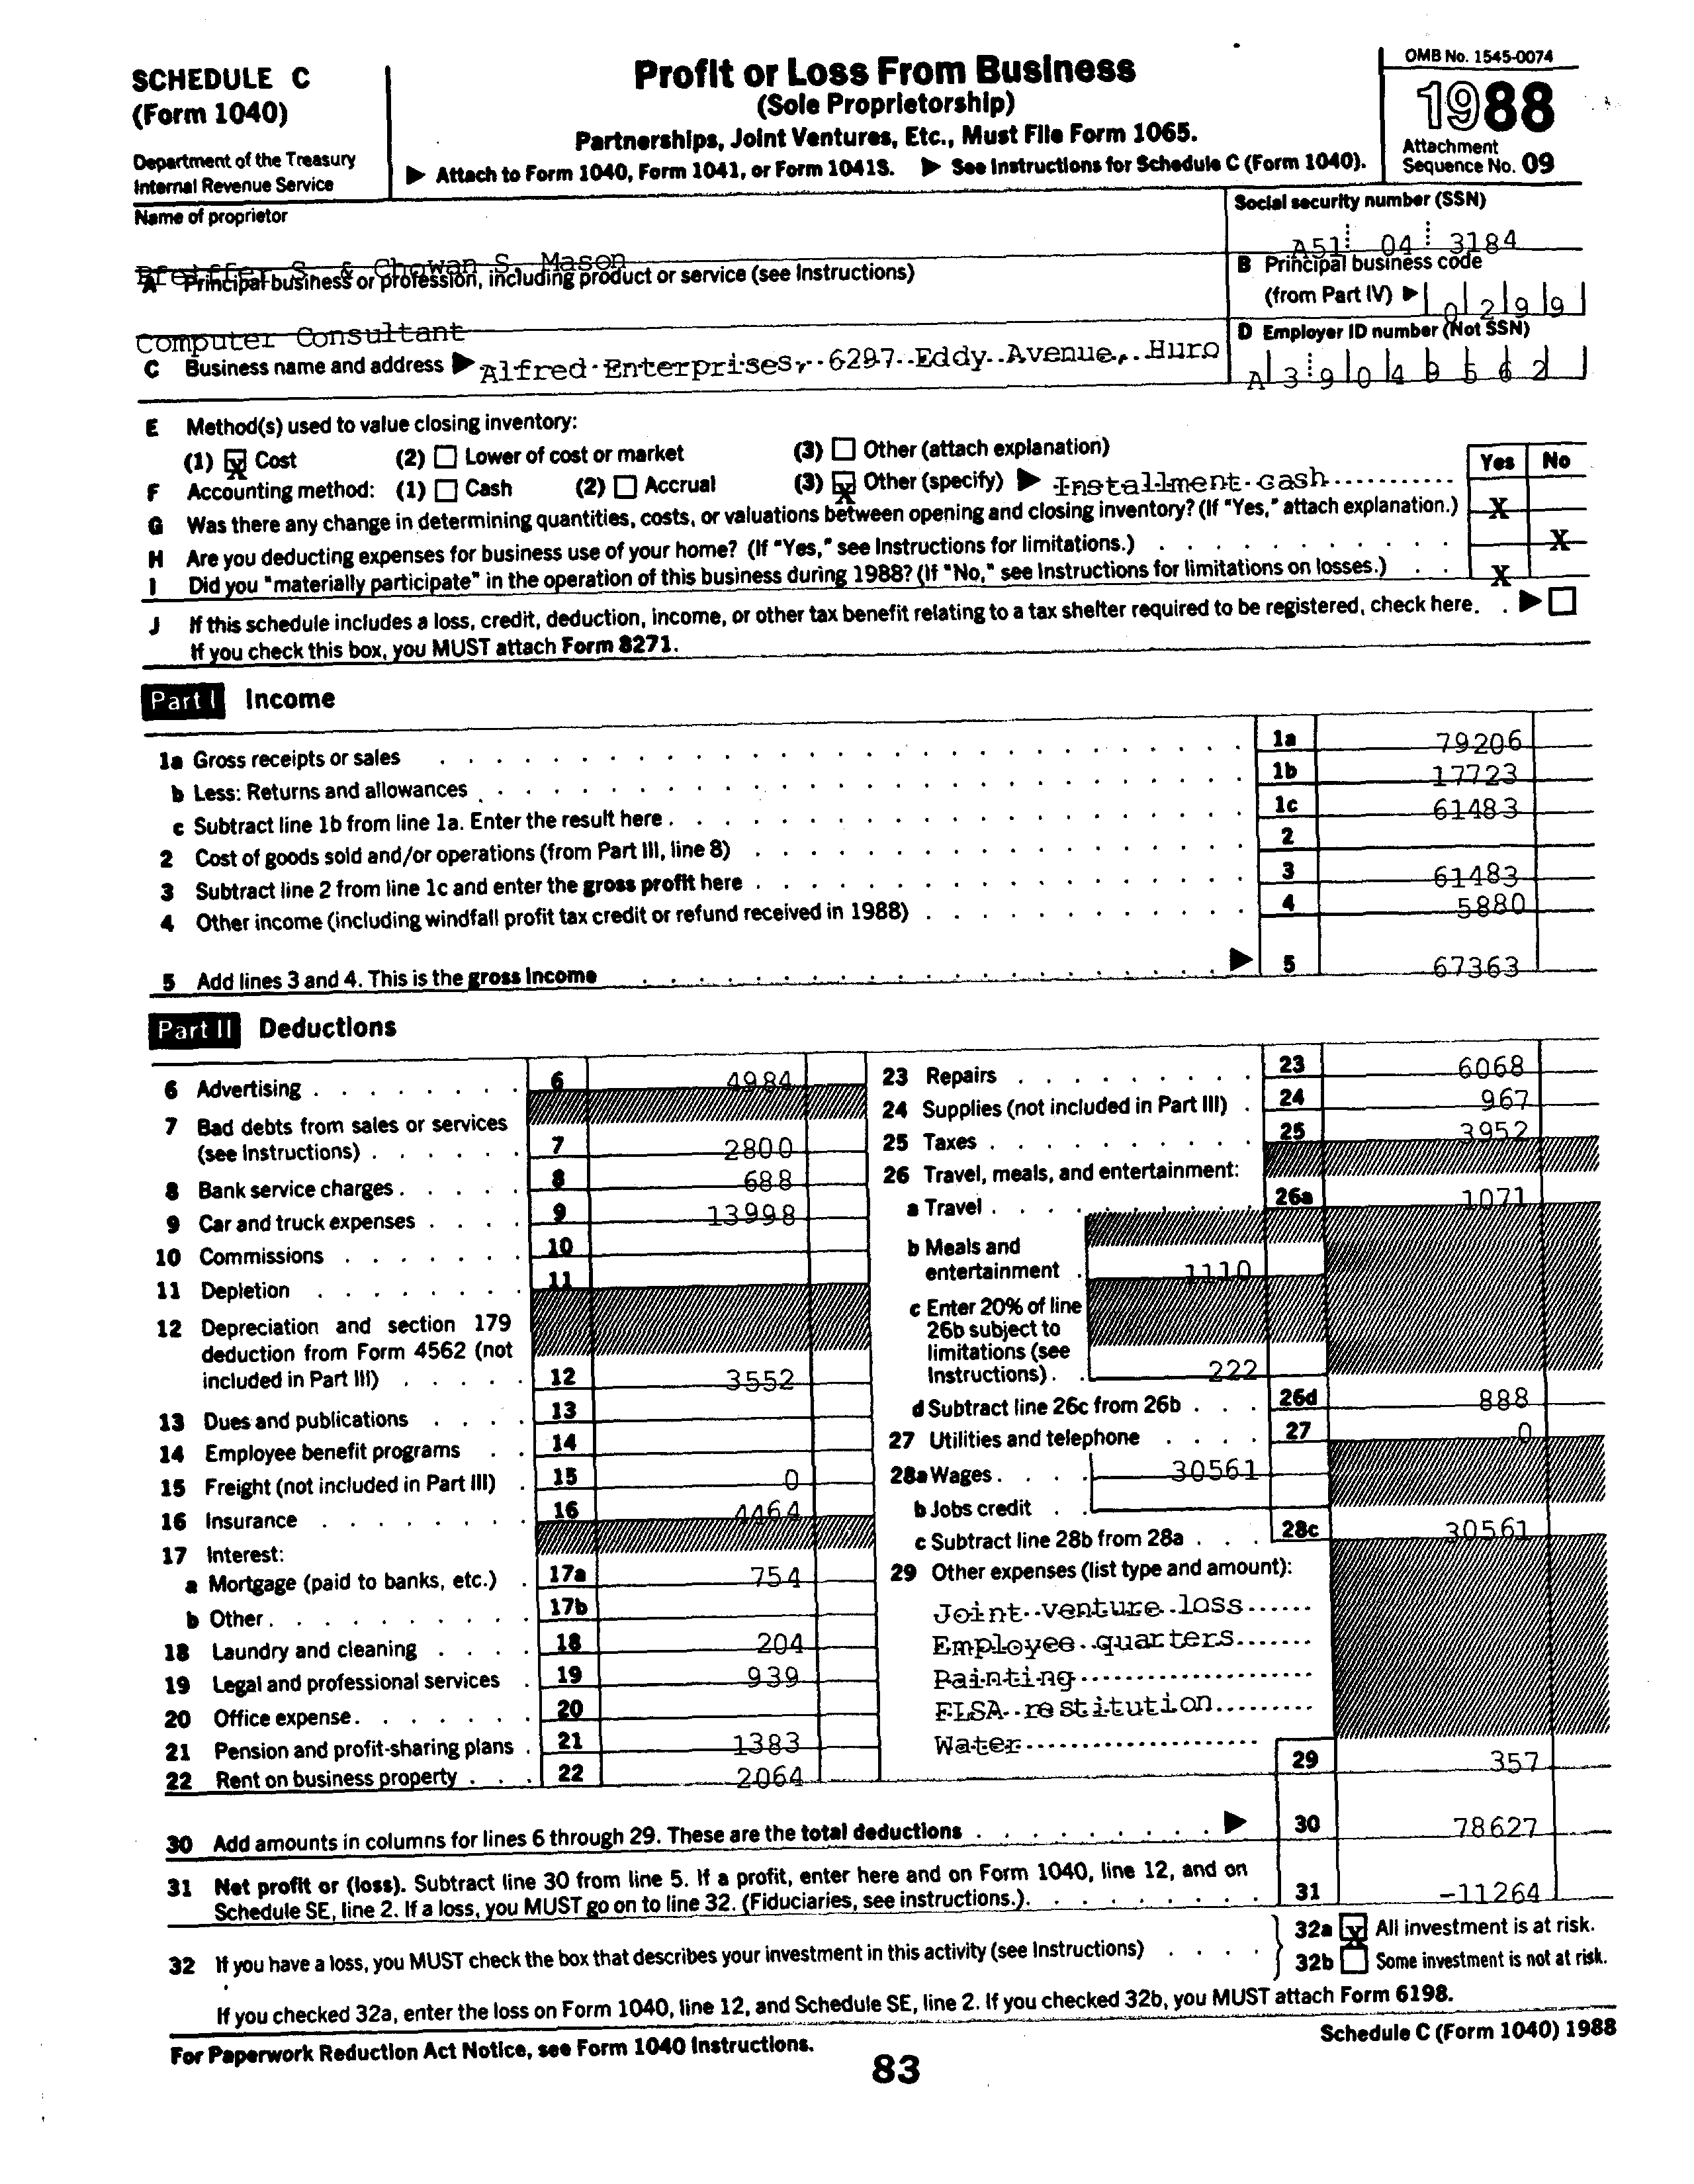 SCHEDULE C
(Form 1040)
Department of the Treasury
Internal Revenue Service
Profit or Loss From Business
(Sole Proprietorship)
Partnerships, Joint Ventures, Etc., Must File Form 1065.
▶ Attach to Form 1040, Form 1041, or Form 1041S. ▶ See Instructions for Schedule C (Form 1040).
OMB No. 1545-0074
1988
Attachment
Sequence No. 09
Name of proprietor
Pfeiffer S. & Chowan S. Mason
Social security number (SSN)
A51 04 3184
A Principal business or profession, including product or service (see Instructions)
Computer Consultant
B Principal business code
(from Part IV) ▶ 0 2 9 9
C Business name and address ▶ Alfred Enterprises, 6297 Eddy Avenue, Huro
D Employer ID number (Not SSN)
A 3 9 0 4 9 5 6 2
E Method(s) used to value closing inventory:
(1) X Cost (2) Lower of cost or market (3) Other (attach explanation)
F Accounting method: (1) Cash (2) Accrual (3) X Other (specify) ▶ Installment cash
Yes No
G Was there any change in determining quantities, costs, or valuations between opening and closing inventory? (If "Yes," attach explanation.) X
H Are you deducting expenses for business use of your home? (If "Yes," see Instructions for limitations.) X
I Did you "materially participate" in the operation of this business during 1988? (If "No," see Instructions for limitations on losses.) X
J If this schedule includes a loss, credit, deduction, income, or other tax benefit relating to a tax shelter required to be registered, check here. ▶
If you check this box, you MUST attach Form 8271.
Part I Income
1a Gross receipts or sales 1a 79206
b Less: Returns and allowances 1b 17723
c Subtract line 1b from line 1a. Enter the result here 1c 61483
2 Cost of goods sold and/or operations (from Part III, line 8) 2
3 Subtract line 2 from line 1c and enter the gross profit here 3 61483
4 Other income (including windfall profit tax credit or refund received in 1988) 4 5880
5 Add lines 3 and 4. This is the gross income ▶ 5 67363
Part II Deductions
6 Advertising 6 4984
7 Bad debts from sales or services
(see Instructions) 7 2800
8 Bank service charges 8 688
9 Car and truck expenses 9 13998
10 Commissions 10
11 Depletion 11
12 Depreciation and section 179
deduction from Form 4562 (not
included in Part III) 12 3552
13 Dues and publications 13
14 Employee benefit programs 14
15 Freight (not included in Part III) 15 0
16 Insurance 16 4464
17 Interest:
a Mortgage (paid to banks, etc.) 17a 754
b Other 17b
18 Laundry and cleaning 18 204
19 Legal and professional services 19 939
20 Office expense 20
21 Pension and profit-sharing plans 21 1383
22 Rent on business property 22 2064
23 Repairs 23 6068
24 Supplies (not included in Part III) 24 967
25 Taxes 25 3952
26 Travel, meals, and entertainment:
a Travel 26a 1071
b Meals and
entertainment 1110
c Enter 20% of line
26b subject to
limitations (see
Instructions) 222
d Subtract line 26c from 26b 26d 888
27 Utilities and telephone 27 0
28a Wages 30561
b Jobs credit
c Subtract line 28b from 28a 28c 30561
29 Other expenses (list type and amount):
Joint venture loss
Employee quarters
Painting
FLSA restitution
Water
29 357
30 Add amounts in columns for lines 6 through 29. These are the total deductions ▶ 30 78627
31 Net profit or (loss). Subtract line 30 from line 5. If a profit, enter here and on Form 1040, line 12, and on
Schedule SE, line 2. If a loss, you MUST go on to line 32. (Fiduciaries, see instructions.) 31 -11264
32 If you have a loss, you MUST check the box that describes your investment in this activity (see Instructions)
32a X All investment is at risk.
32b Some investment is not at risk.
If you checked 32a, enter the loss on Form 1040, line 12, and Schedule SE, line 2. If you checked 32b, you MUST attach Form 6198.
For Paperwork Reduction Act Notice, see Form 1040 Instructions.
Schedule C (Form 1040) 1988
83